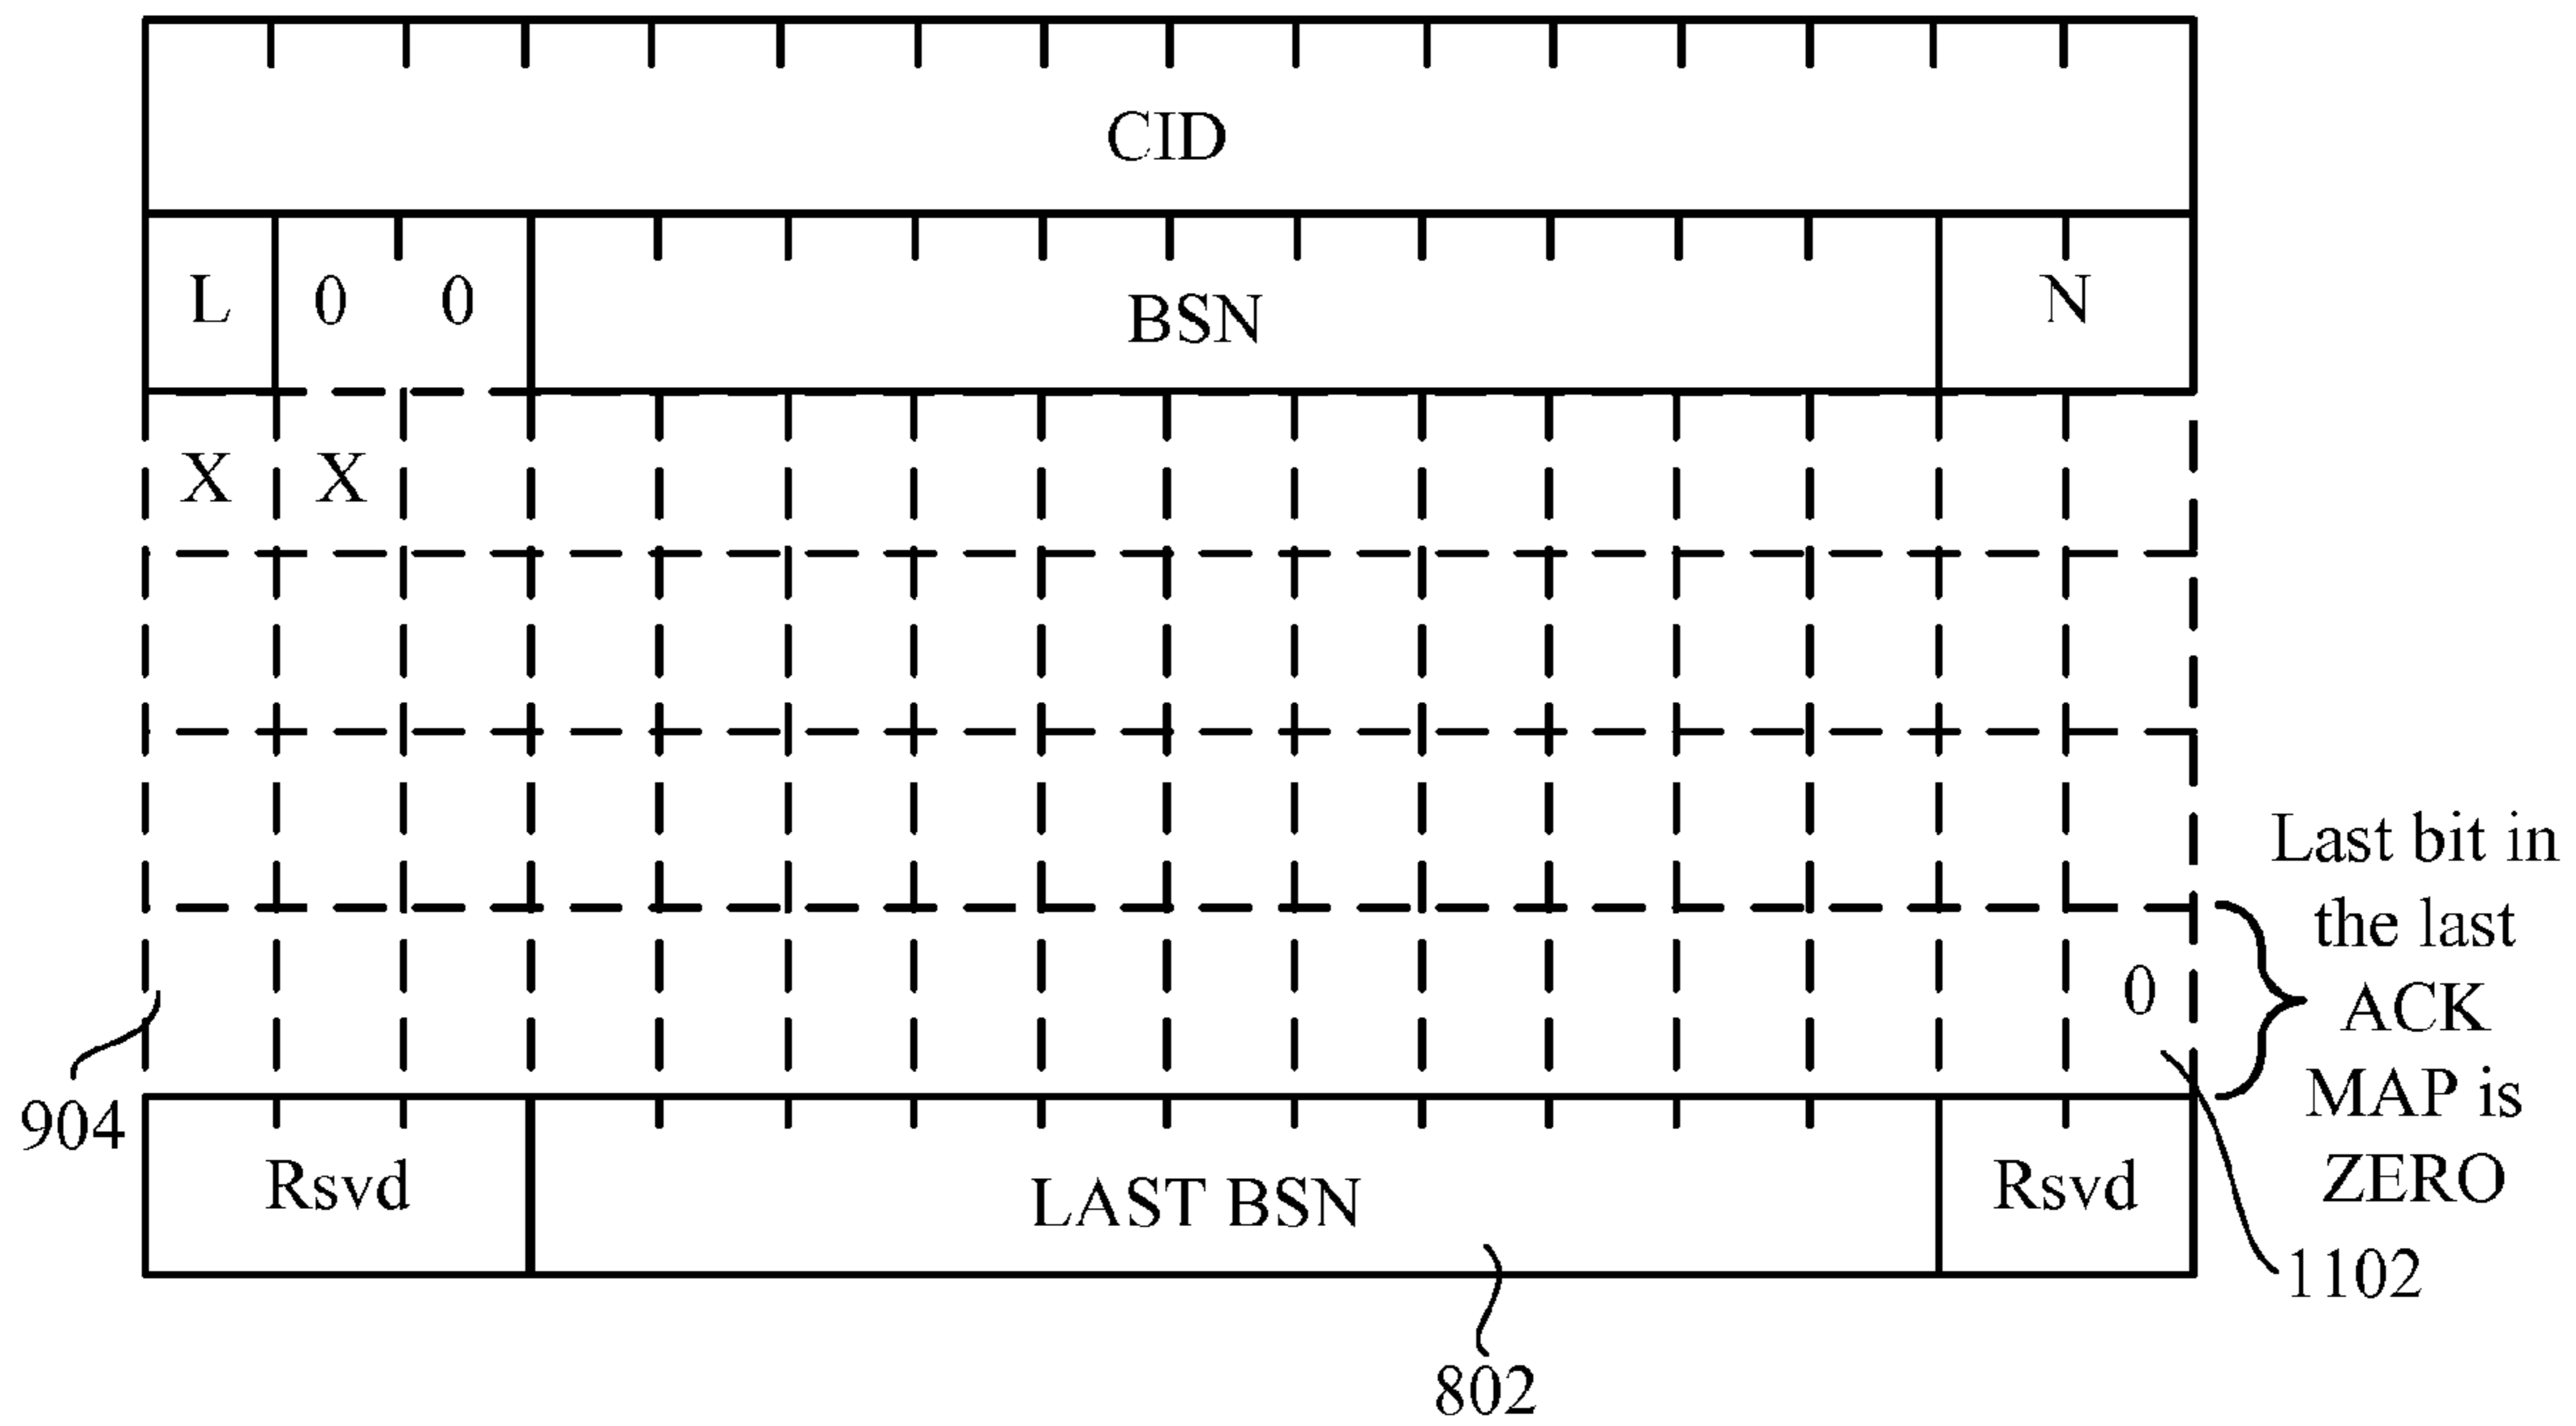 CID
L 0 0 BSN N
X X
Last bit in
the last
ACK
MAP is
ZERO
0
904
Rsvd LAST BSN Rsvd
1102
802